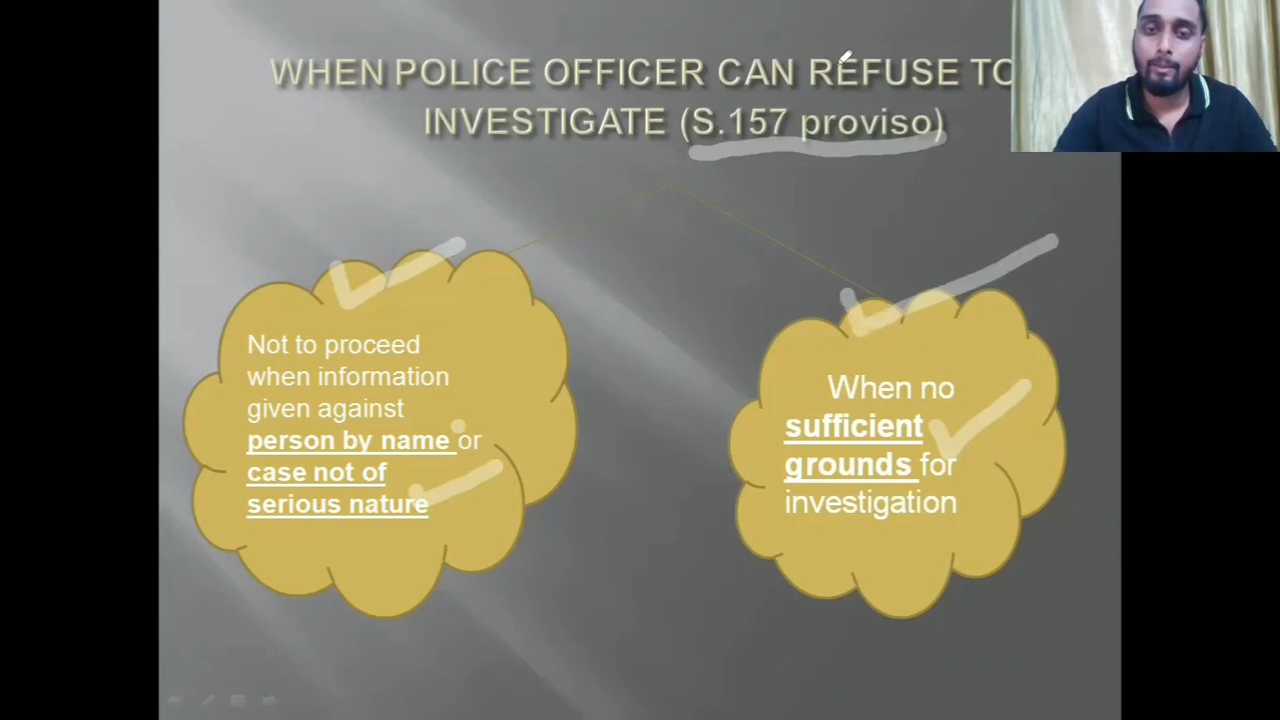 WHEN POLICE OFFICER CAN REFUSE TO
INVESTIGATE (S.157 proviso)
Not to proceed
when information
given against
person by name or
case not of
serious nature
When no
sufficient
grounds for
investigation